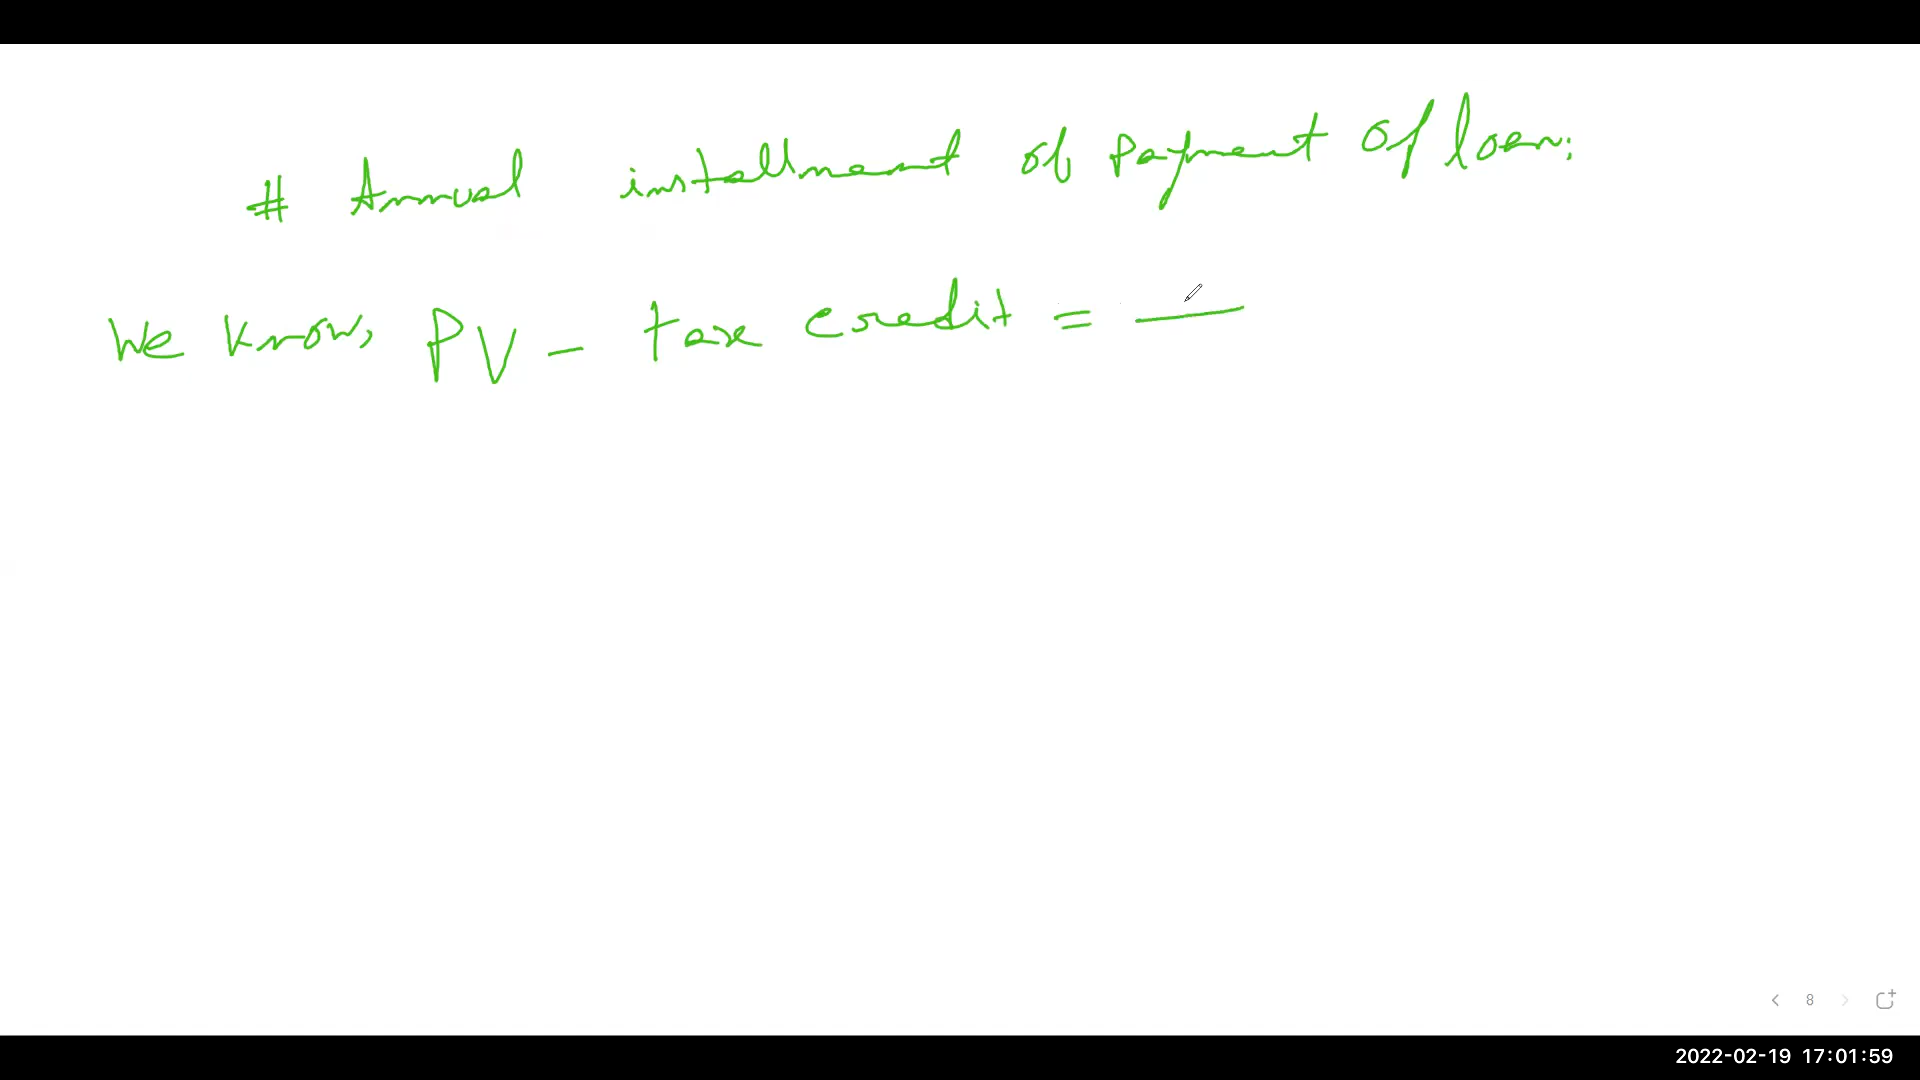 # Annual installment of payment of loan:
We know, PV - tax credit = —
8
2022-02-19 17:01:59